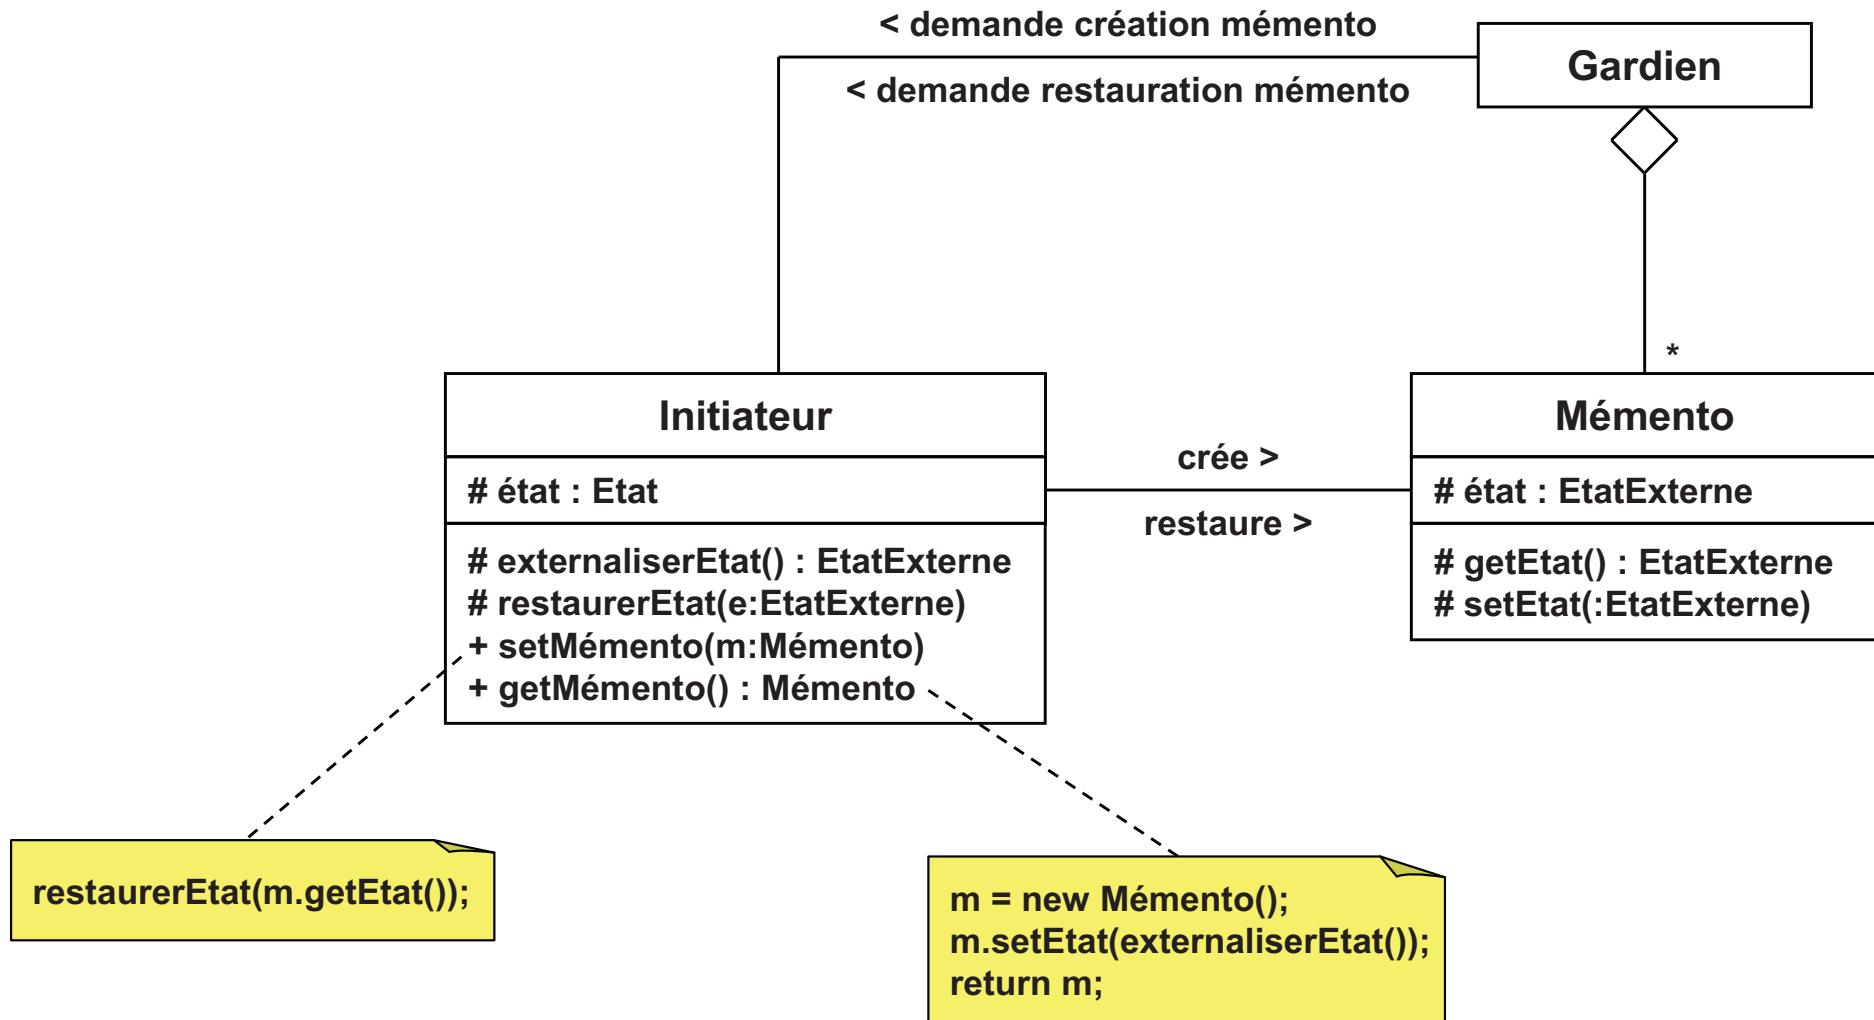 < demande création mémento
Gardien
< demande restauration mémento
*
Initiateur
# état : Etat
# externaliserEtat() : EtatExterne
# restaurerEtat(e:EtatExterne)
+ setMémento(m:Mémento)
+ getMémento() : Mémento
crée >
restaure >
Mémento
# état : EtatExterne
# getEtat() : EtatExterne
# setEtat(:EtatExterne)
restaurerEtat(m.getEtat());
m = new Mémento();
m.setEtat(externaliserEtat());
return m;